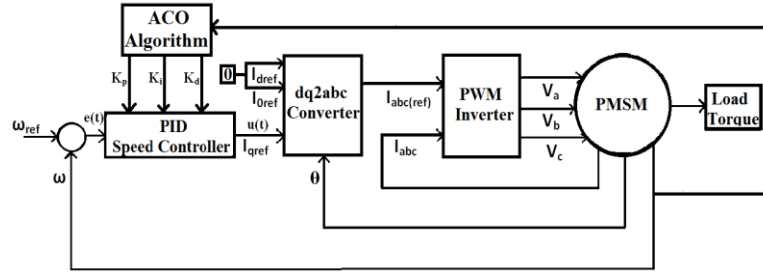 ACO
Algorithm
Kp Ki Kd
0
Idref
I0ref
dq2abc
Converter
Iabc(ref)
PWM
Inverter
Iabc
Va
Vb
Vc
PMSM
Load
Torque
ωref
e(t)
PID
Speed Controller
u(t)
Iqref
ω
θ